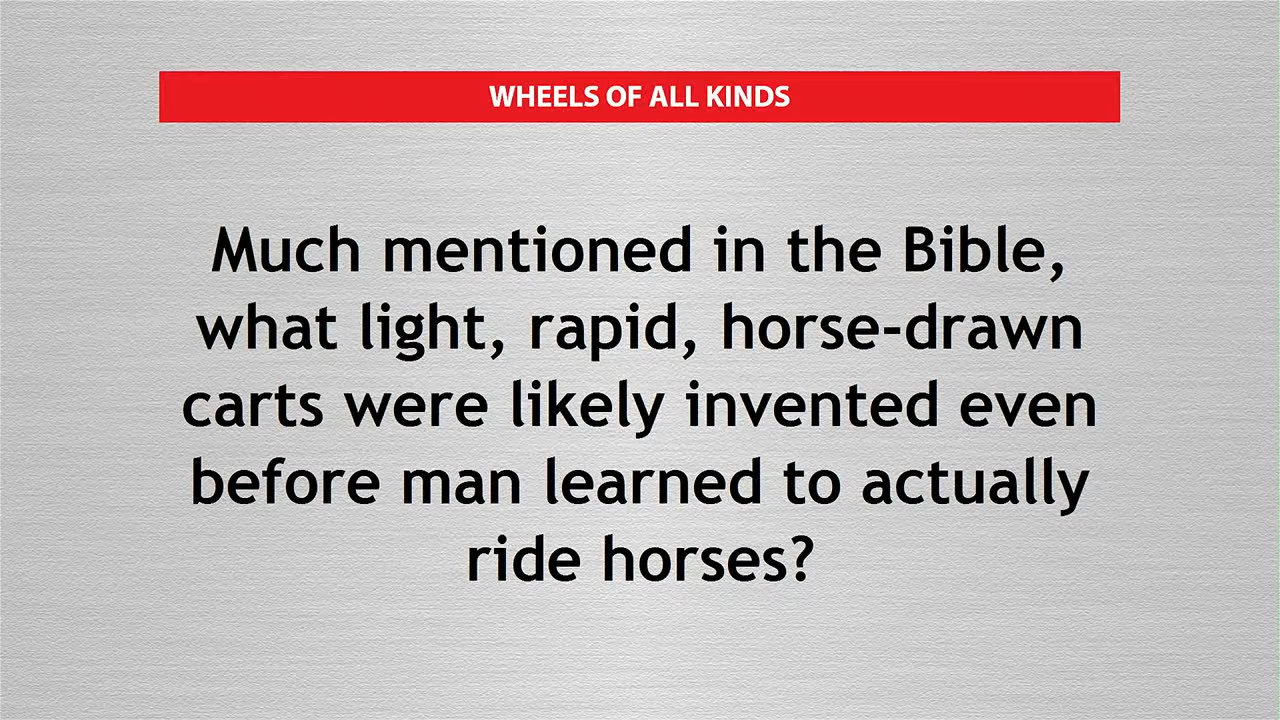 WHEELS OF ALL KINDS
Much mentioned in the Bible,
what light, rapid, horse-drawn
carts were likely invented even
before man learned to actually
ride horses?